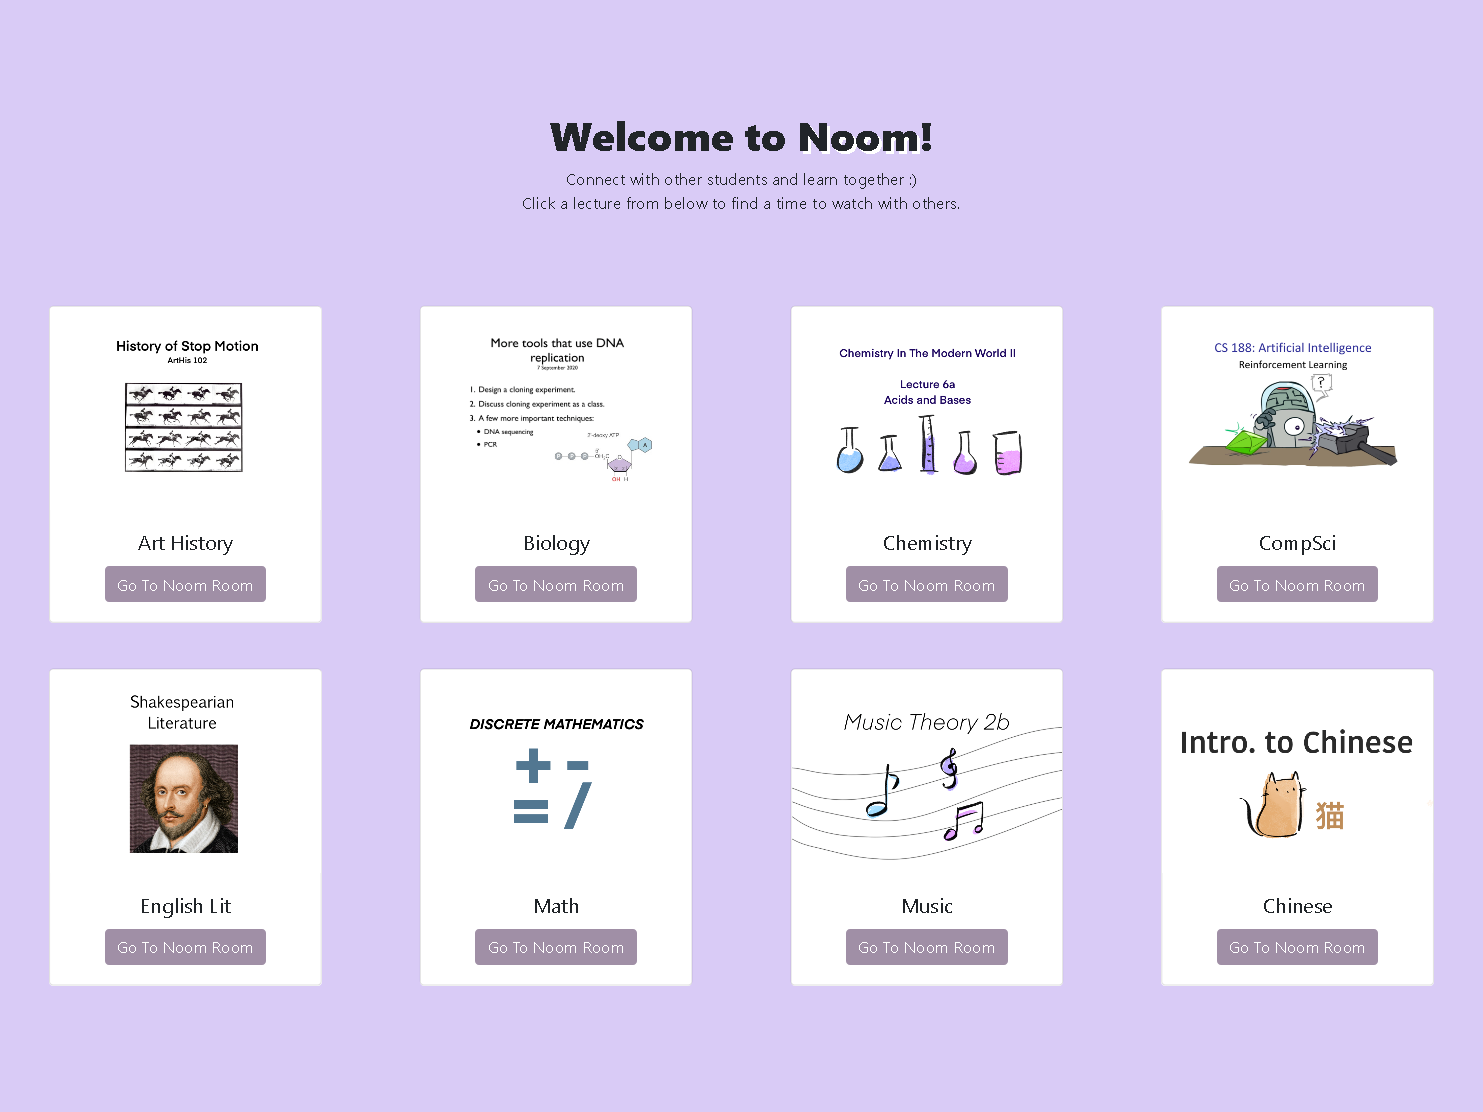 Welcome to Noom!
Connect with other students and learn together :)
Click a lecture from below to find a time to watch with others.
History of Stop Motion
ArtHis 102
Art History
Go To Noom Room
More tools that use DNA
replication
7 September 2020
1. Design a cloning experiment.
2. Discuss cloning experiment as a class.
3. A few more important techniques:
• DNA sequencing
• PCR
2'-deoxy ATP
P P P
A
OH H
Biology
Go To Noom Room
Chemistry In The Modern World II
Lecture 6a
Acids and Bases
Chemistry
Go To Noom Room
CS 188: Artificial Intelligence
Reinforcement Learning
?
CompSci
Go To Noom Room
Shakespearian
Literature
English Lit
Go To Noom Room
DISCRETE MATHEMATICS
+ -
= /
Math
Go To Noom Room
Music Theory 2b
Music
Go To Noom Room
Intro. to Chinese
猫
Chinese
Go To Noom Room